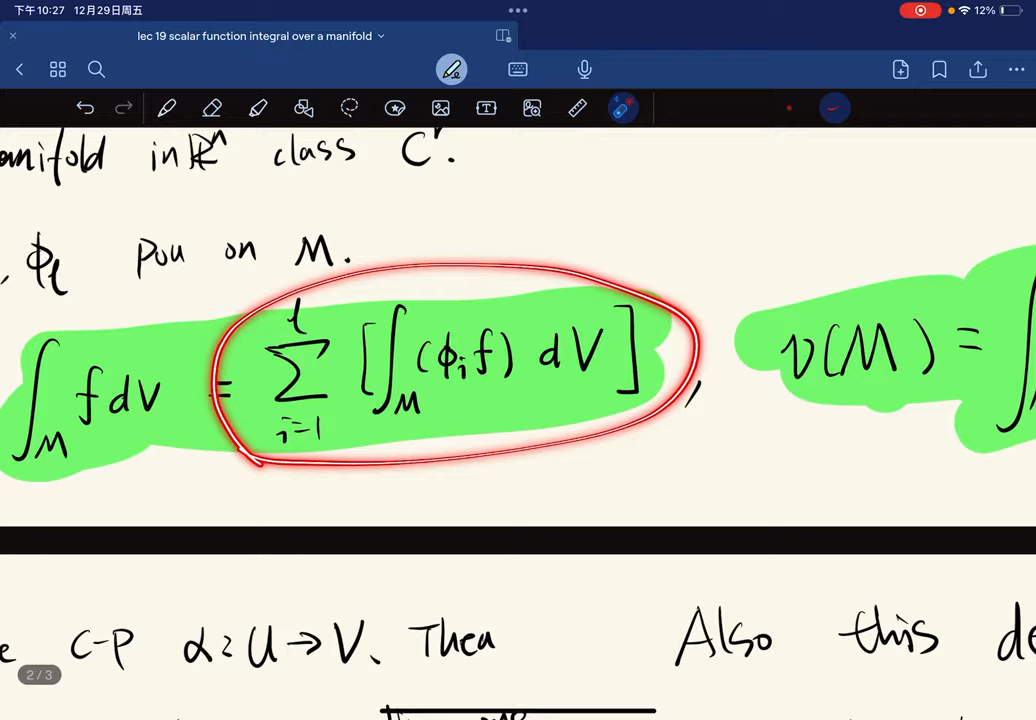 下午10:27 12月29日周五
12%
lec 19 scalar function integral over a manifold
anifold in ℝⁿ class Cʳ.
, ϕₗ pou on M.
∫_M f dV = ∑_{i=1}^{l} [∫_M (ϕᵢf) dV], v(M) = ∫
e C-P α: U → V. Then Also this de
2/3